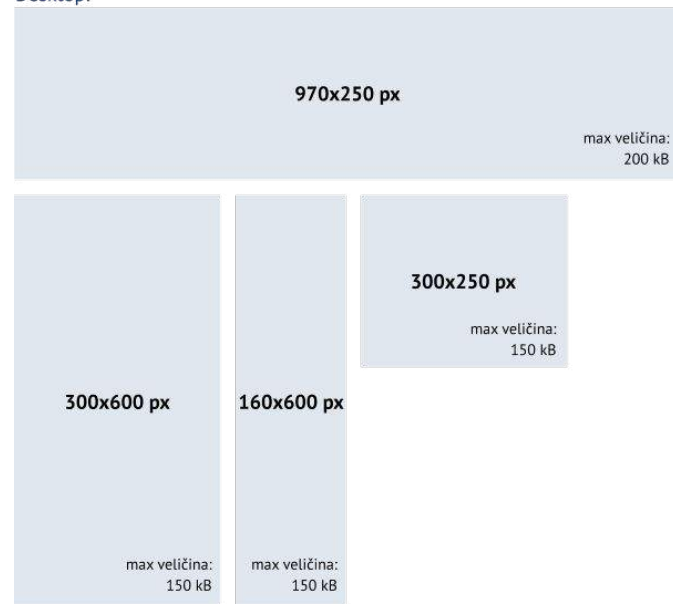 Desktop:
970x250 px
max veličina:
200 kB
300x250 px
max veličina:
150 kB
300x600 px
max veličina:
150 kB
160x600 px
max veličina:
150 kB